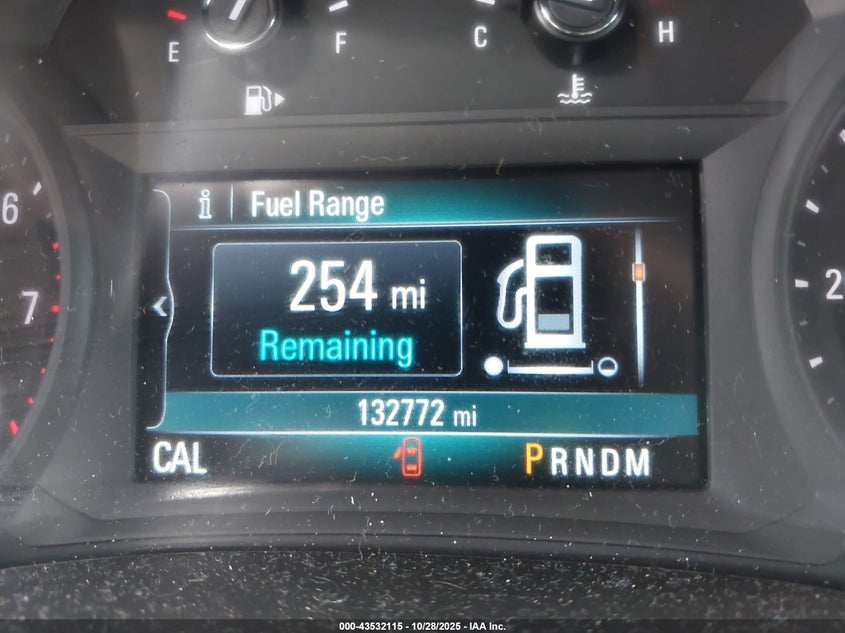 E F C H
6
7
2
i Fuel Range
254 mi
Remaining
132772 mi
CAL PRNDM
000-43532115 - 10/28/2025 - IAA Inc.